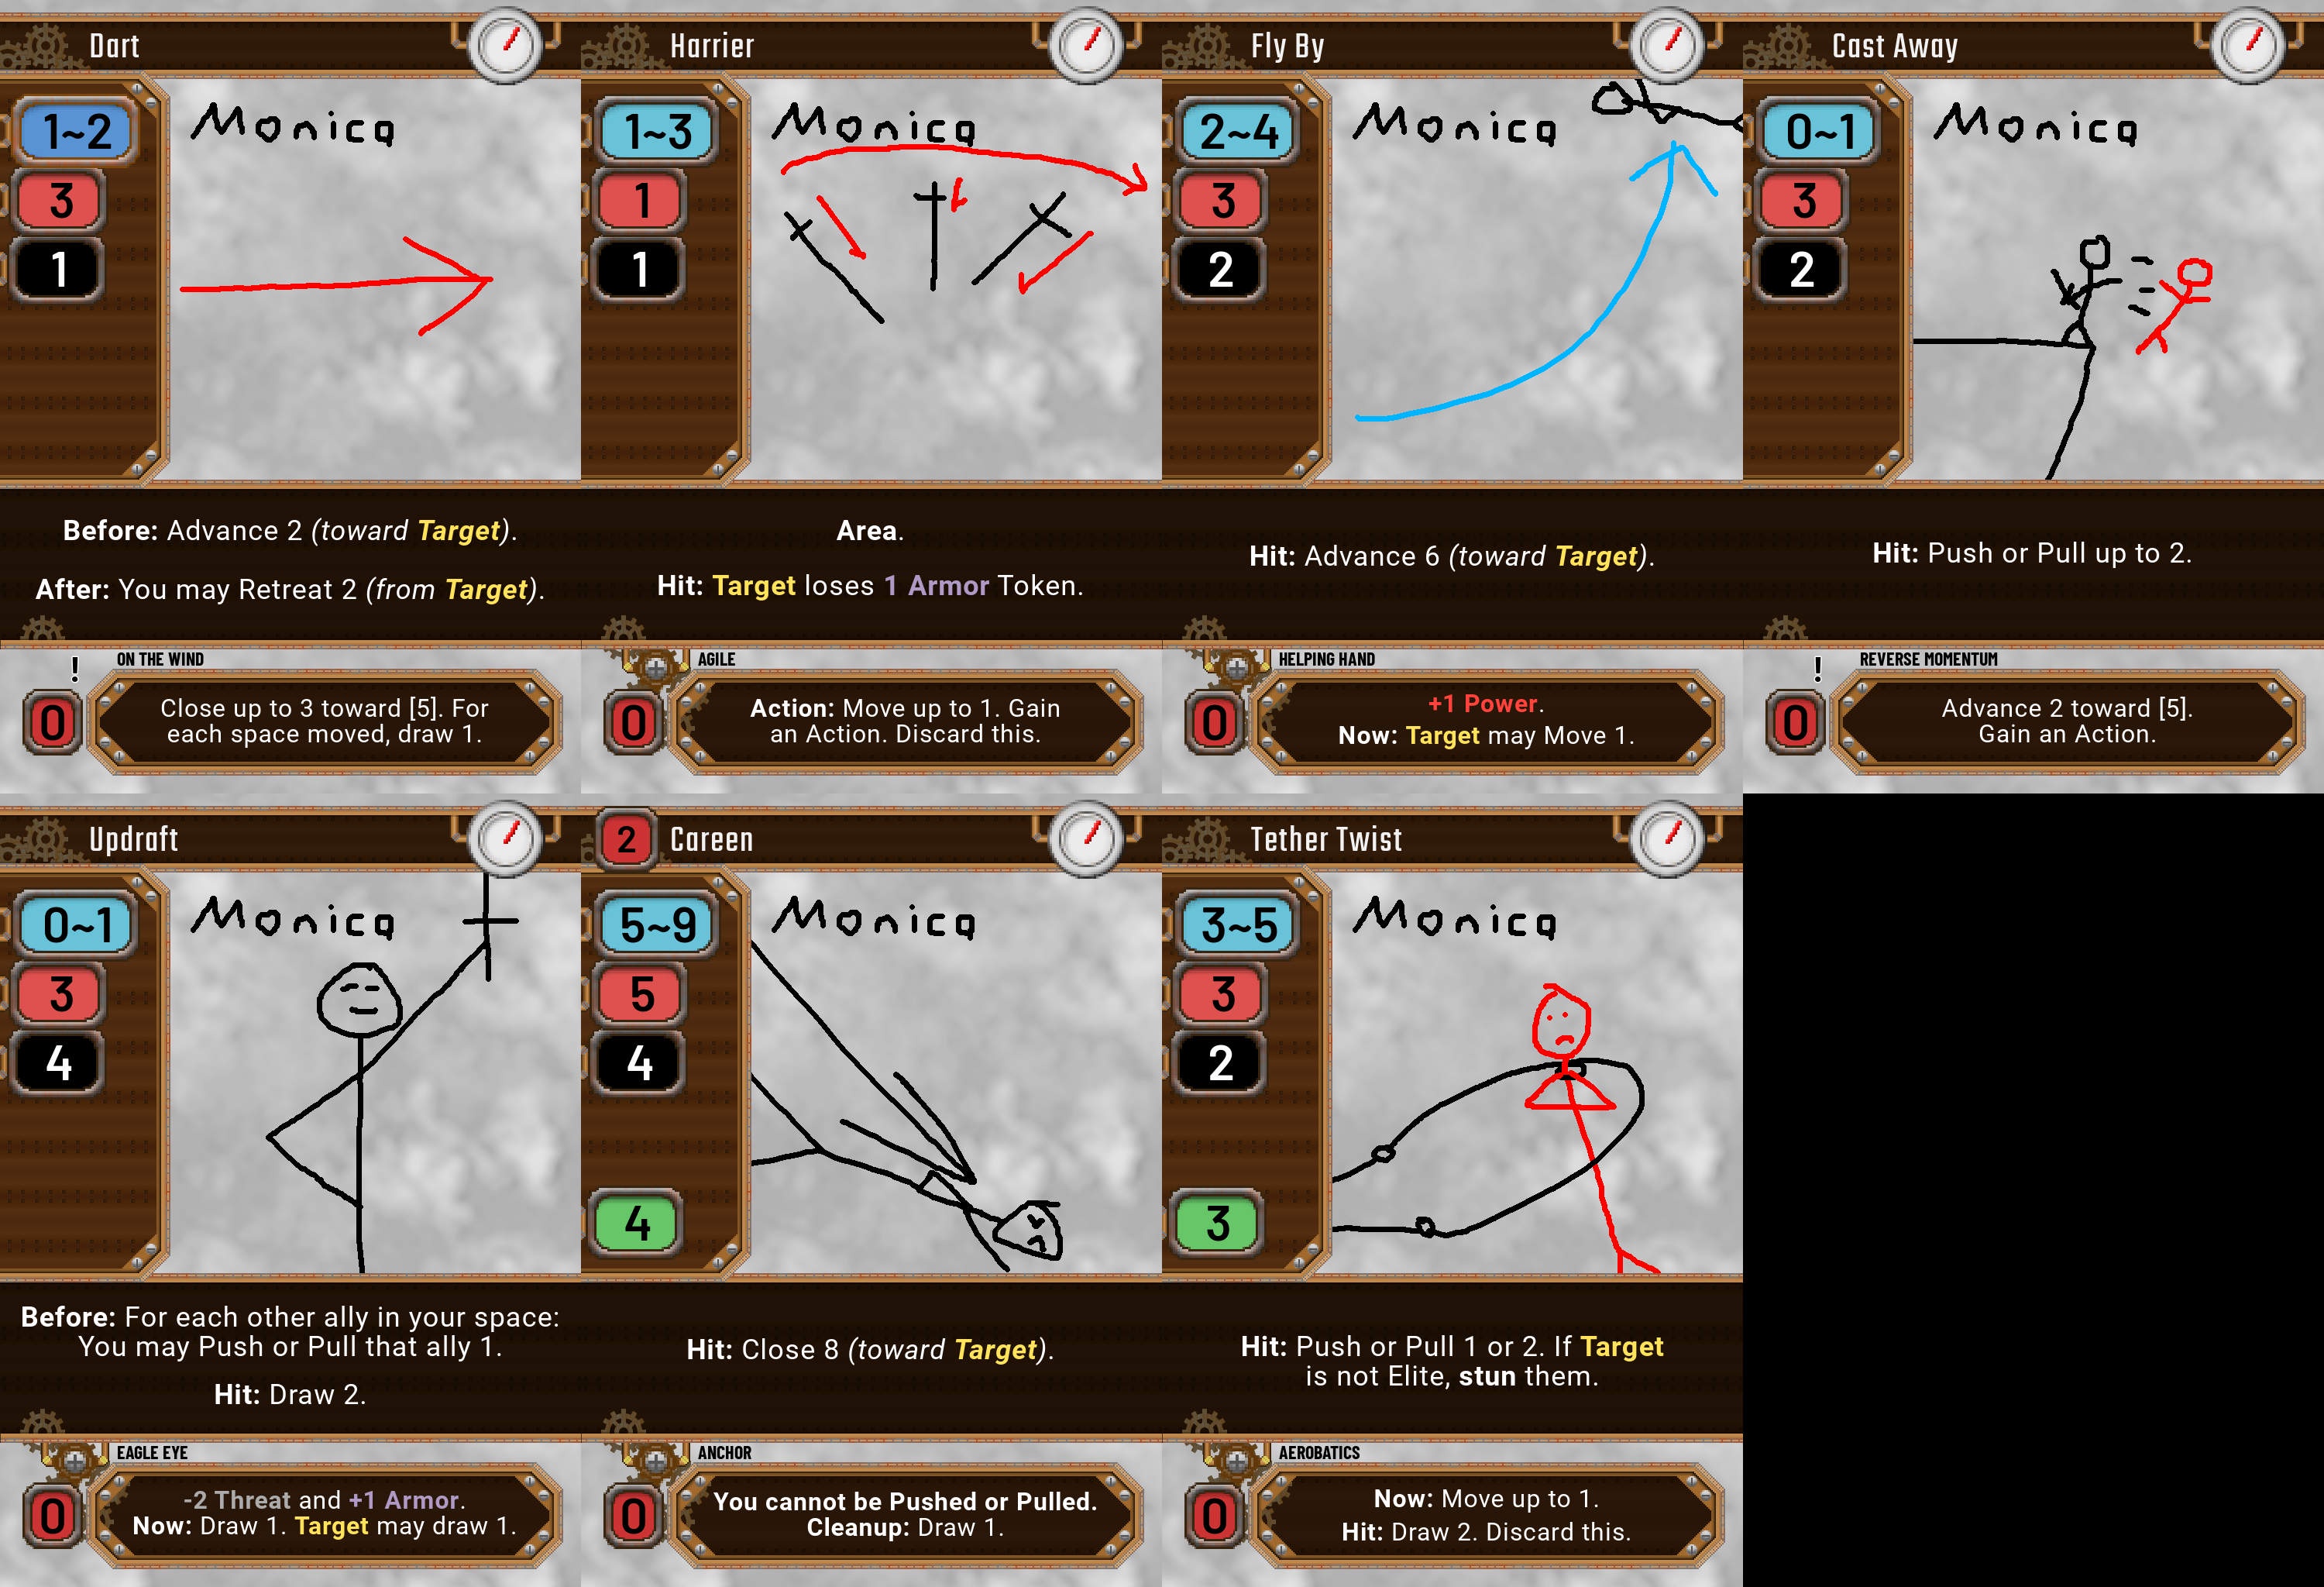 Dart
1~2
3
1
Monica
Before: Advance 2 (toward Target).
After: You may Retreat 2 (from Target).
ON THE WIND
!
0
Close up to 3 toward [5]. For
each space moved, draw 1.
Harrier
1~3
1
1
Monica
Area.
Hit: Target loses 1 Armor Token.
AGILE
0
Action: Move up to 1. Gain
an Action. Discard this.
Fly By
2~4
3
2
Monica
Hit: Advance 6 (toward Target).
HELPING HAND
0
+1 Power.
Now: Target may Move 1.
Cast Away
0~1
3
2
Monica
Hit: Push or Pull up to 2.
REVERSE MOMENTUM
!
0
Advance 2 toward [5].
Gain an Action.
Updraft
0~1
3
4
Monica
Before: For each other ally in your space:
You may Push or Pull that ally 1.
Hit: Draw 2.
EAGLE EYE
0
-2 Threat and +1 Armor.
Now: Draw 1. Target may draw 1.
2
Careen
5~9
5
4
4
Monica
Hit: Close 8 (toward Target).
ANCHOR
0
You cannot be Pushed or Pulled.
Cleanup: Draw 1.
Tether Twist
3~5
3
2
3
Monica
Hit: Push or Pull 1 or 2. If Target
is not Elite, stun them.
AEROBATICS
0
Now: Move up to 1.
Hit: Draw 2. Discard this.